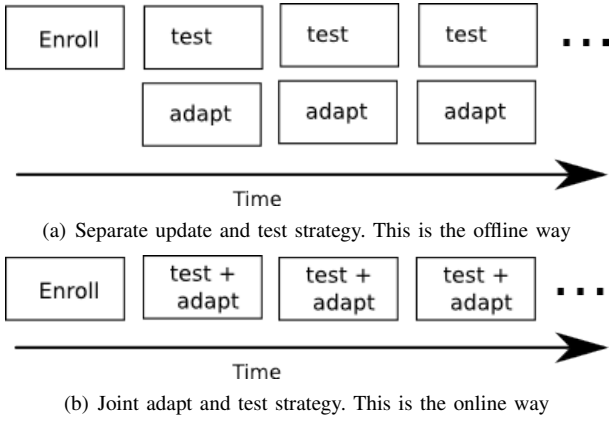 Enroll test test test ...
adapt adapt adapt
Time
(a) Separate update and test strategy. This is the offline way
Enroll test + adapt test + adapt test + adapt ...
Time
(b) Joint adapt and test strategy. This is the online way